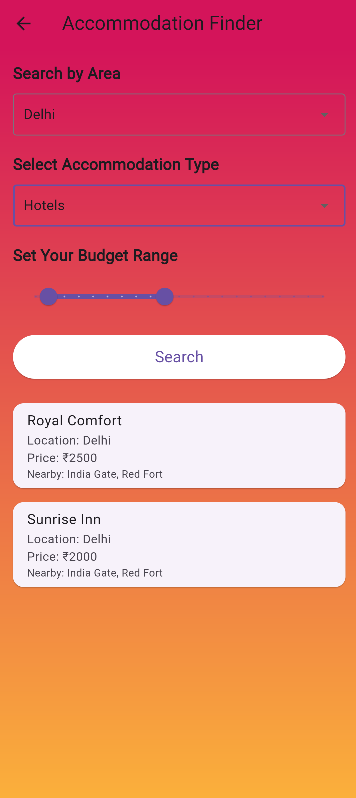 Accommodation Finder
Search by Area
Delhi
Select Accommodation Type
Hotels
Set Your Budget Range
Search
Royal Comfort
Location: Delhi
Price: ₹2500
Nearby: India Gate, Red Fort
Sunrise Inn
Location: Delhi
Price: ₹2000
Nearby: India Gate, Red Fort